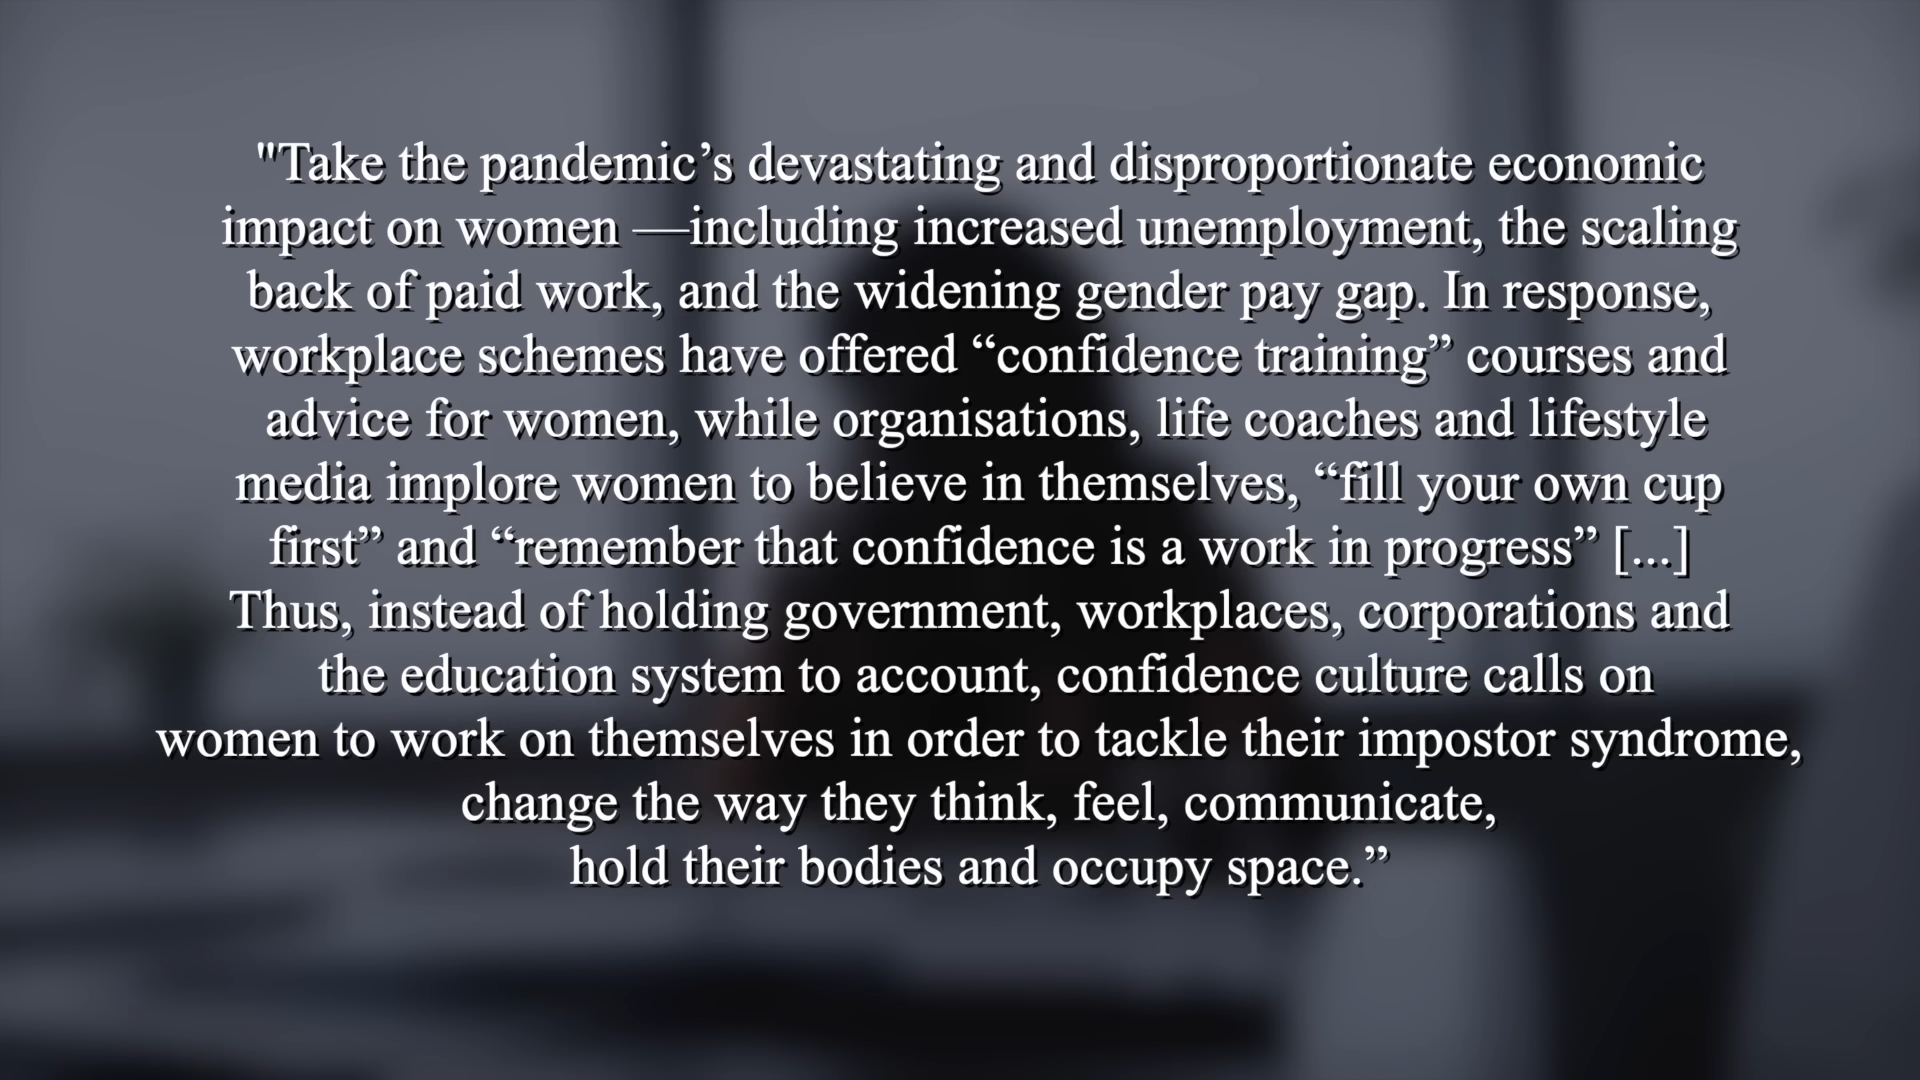 "Take the pandemic’s devastating and disproportionate economic
impact on women —including increased unemployment, the scaling
back of paid work, and the widening gender pay gap. In response,
workplace schemes have offered “confidence training” courses and
advice for women, while organisations, life coaches and lifestyle
media implore women to believe in themselves, “fill your own cup
first” and “remember that confidence is a work in progress” [...]
Thus, instead of holding government, workplaces, corporations and
the education system to account, confidence culture calls on
women to work on themselves in order to tackle their impostor syndrome,
change the way they think, feel, communicate,
hold their bodies and occupy space.”